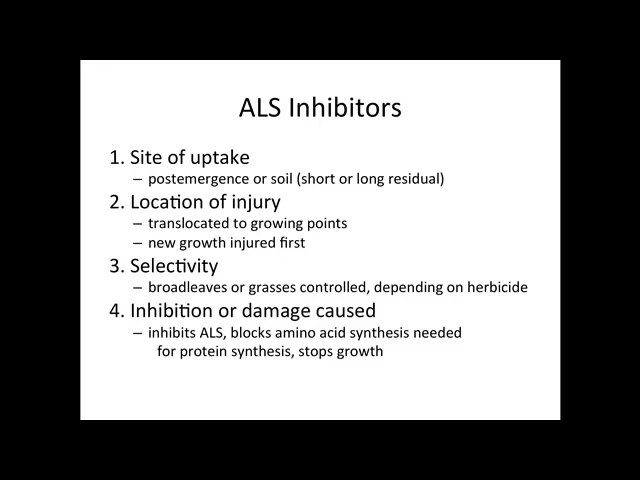 ALS Inhibitors
1. Site of uptake
– postemergence or soil (short or long residual)
2. Location of injury
– translocated to growing points
– new growth injured first
3. Selectivity
– broadleaves or grasses controlled, depending on herbicide
4. Inhibition or damage caused
– inhibits ALS, blocks amino acid synthesis needed
for protein synthesis, stops growth